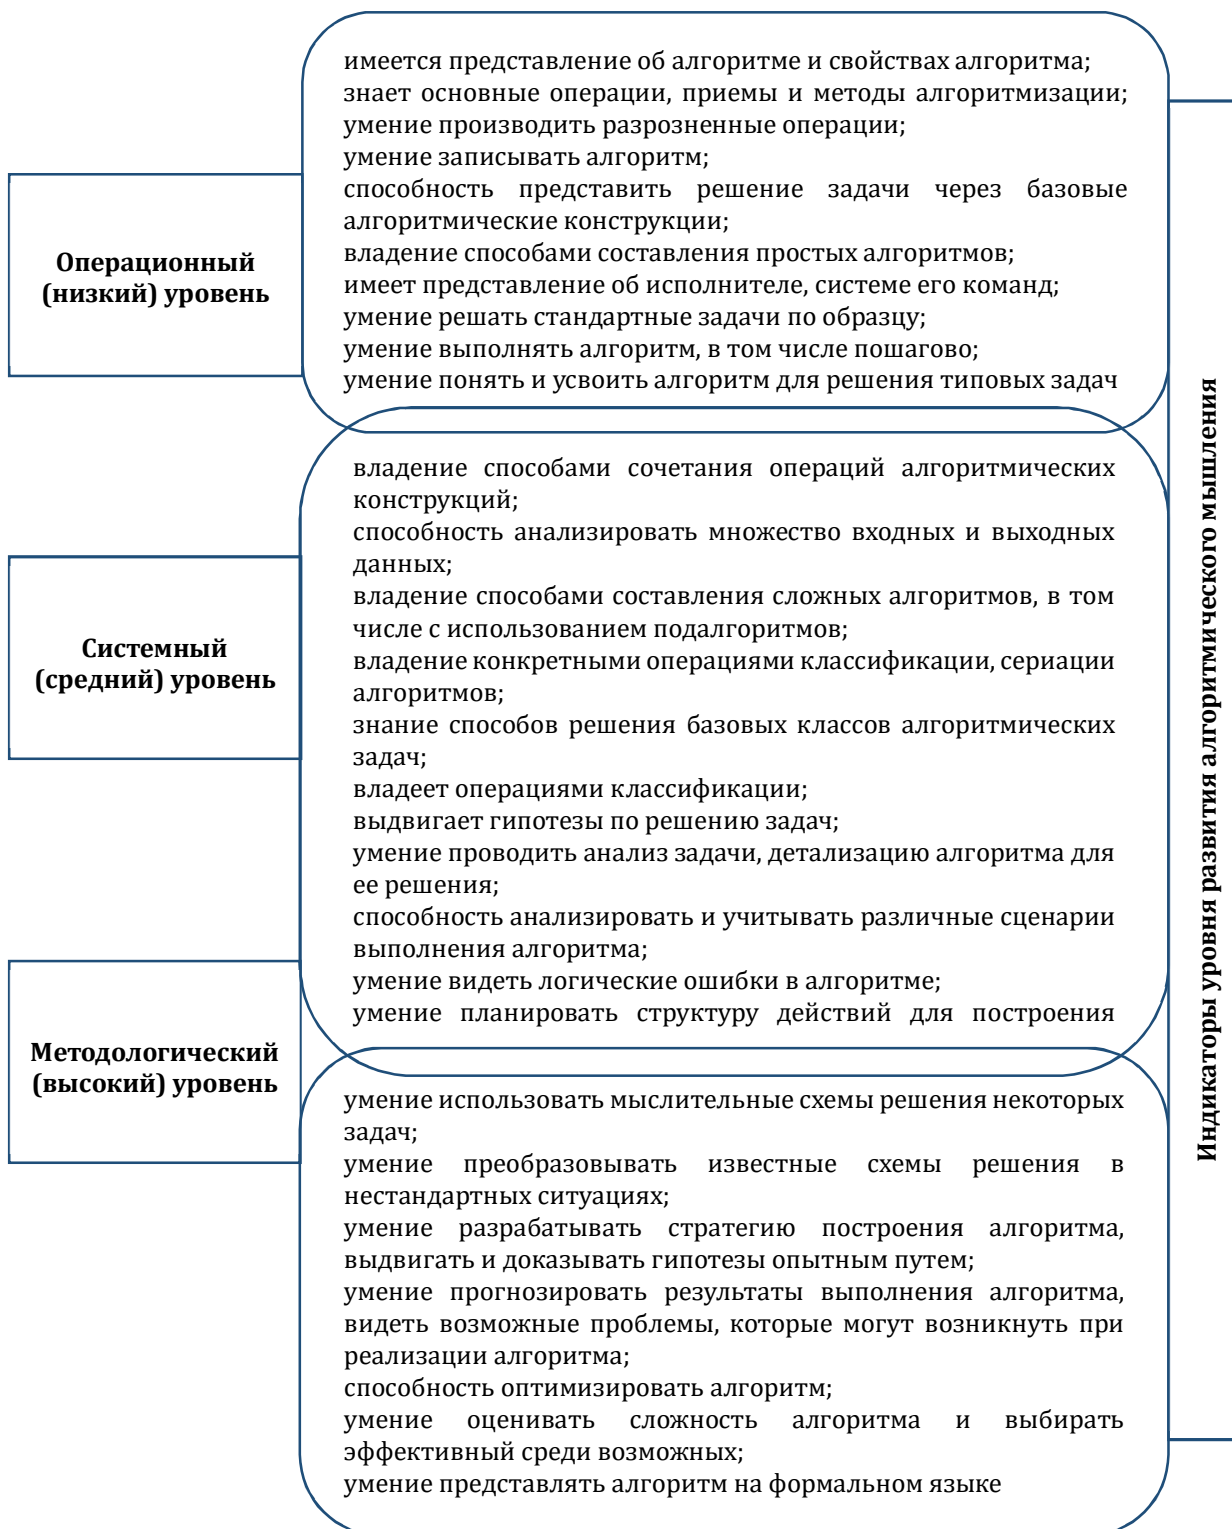 имеется представление об алгоритме и свойствах алгоритма;
знает основные операции, приемы и методы алгоритмизации;
умение производить разрозненные операции;
умение записывать алгоритм;
способность представить решение задачи через базовые
алгоритмические конструкции;
владение способами составления простых алгоритмов;
имеет представление об исполнителе, системе его команд;
умение решать стандартные задачи по образцу;
умение выполнять алгоритм, в том числе пошагово;
умение понять и усвоить алгоритм для решения типовых задач
Операционный
(низкий) уровень
владение способами сочетания операций алгоритмических
конструкций;
способность анализировать множество входных и выходных
данных;
владение способами составления сложных алгоритмов, в том
числе с использованием подалгоритмов;
владение конкретными операциями классификации, сериации
алгоритмов;
знание способов решения базовых классов алгоритмических
задач;
владеет операциями классификации;
выдвигает гипотезы по решению задач;
умение проводить анализ задачи, детализацию алгоритма для
ее решения;
способность анализировать и учитывать различные сценарии
выполнения алгоритма;
умение видеть логические ошибки в алгоритме;
умение планировать структуру действий для построения
Системный
(средний) уровень
Методологический
(высокий) уровень
умение использовать мыслительные схемы решения некоторых
задач;
умение преобразовывать известные схемы решения в
нестандартных ситуациях;
умение разрабатывать стратегию построения алгоритма,
выдвигать и доказывать гипотезы опытным путем;
умение прогнозировать результаты выполнения алгоритма,
видеть возможные проблемы, которые могут возникнуть при
реализации алгоритма;
способность оптимизировать алгоритм;
умение оценивать сложность алгоритма и выбирать
эффективный среди возможных;
умение представлять алгоритм на формальном языке
Индикаторы уровня развития алгоритмического мышления